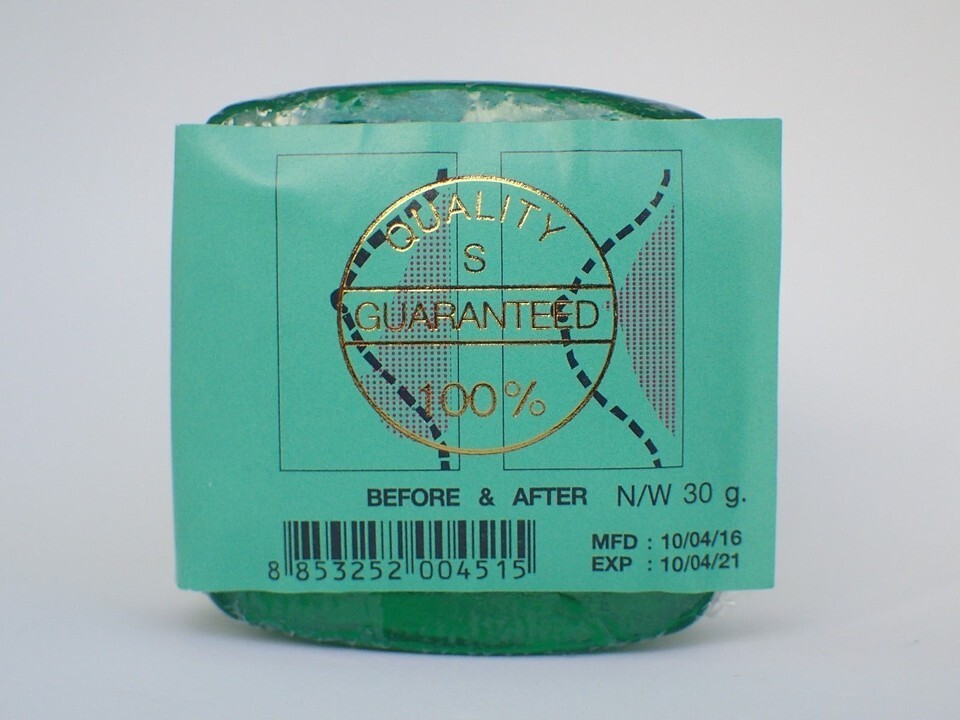 QUALITY
S
GUARANTEED
100%
BEFORE & AFTER N/W 30 g.
MFD : 10/04/16
EXP : 10/04/21
8 853252 004515